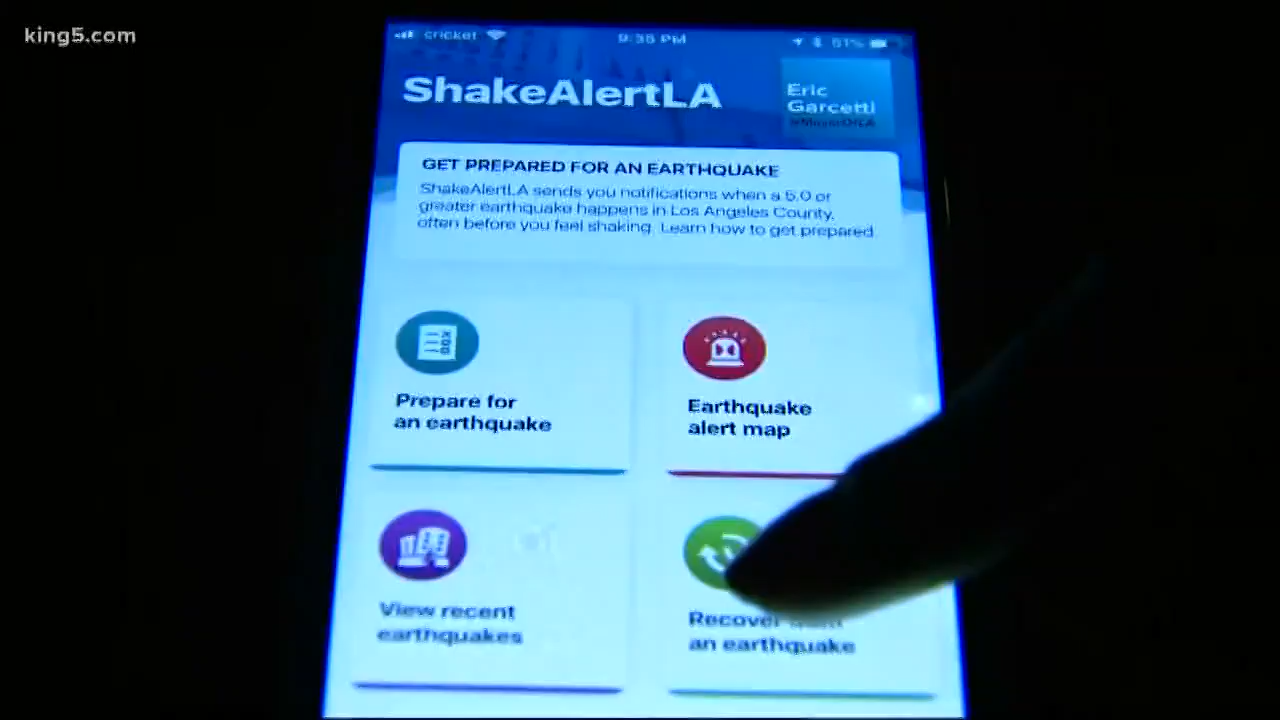 king5.com
cricket
9:35 PM
61%
ShakeAlertLA
Eric
Garcetti
GET PREPARED FOR AN EARTHQUAKE
ShakeAlertLA sends you notifications when a 5.0 or
greater earthquake happens in Los Angeles County,
often before you feel shaking. Learn how to get prepared.
Prepare for
an earthquake
Earthquake
alert map
View recent
earthquakes
Recover
an earthquake